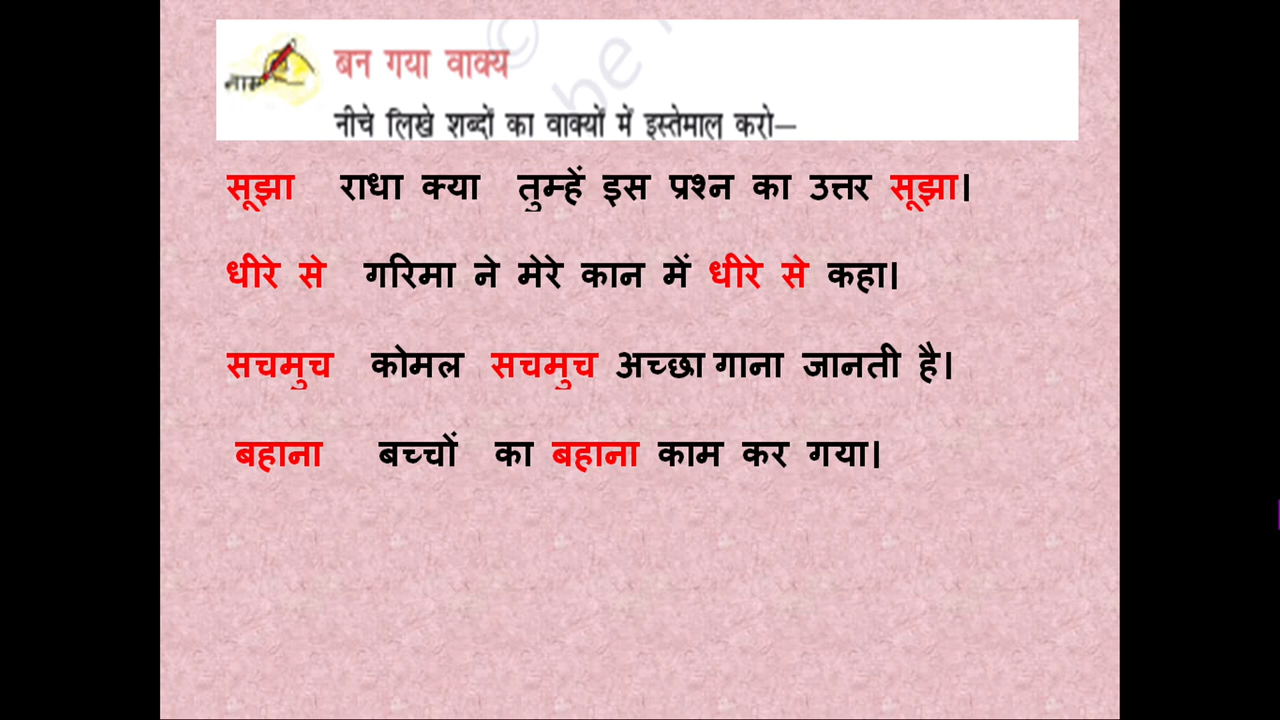 नाम
बन गया वाक्य
नीचे लिखे शब्दों का वाक्यों में इस्तेमाल करो—
सूझा राधा क्या तुम्हें इस प्रश्न का उत्तर सूझा।
धीरे से गरिमा ने मेरे कान में धीरे से कहा।
सचमुच कोमल सचमुच अच्छा गाना जानती है।
बहाना बच्चों का बहाना काम कर गया।